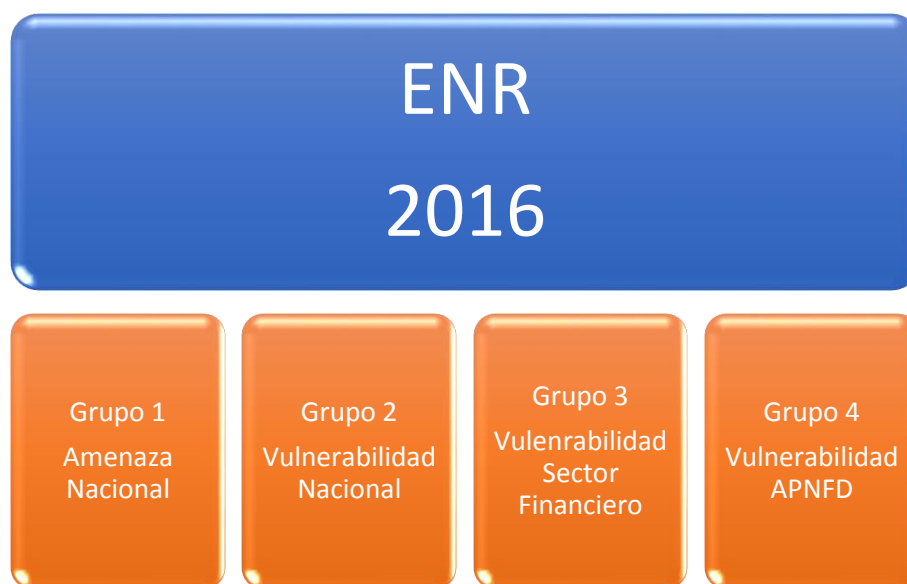 ENR
2016
Grupo 1
Amenaza
Nacional
Grupo 2
Vulnerabilidad
Nacional
Grupo 3
Vulenrabilidad
Sector
Financiero
Grupo 4
Vulnerabilidad
APNFD